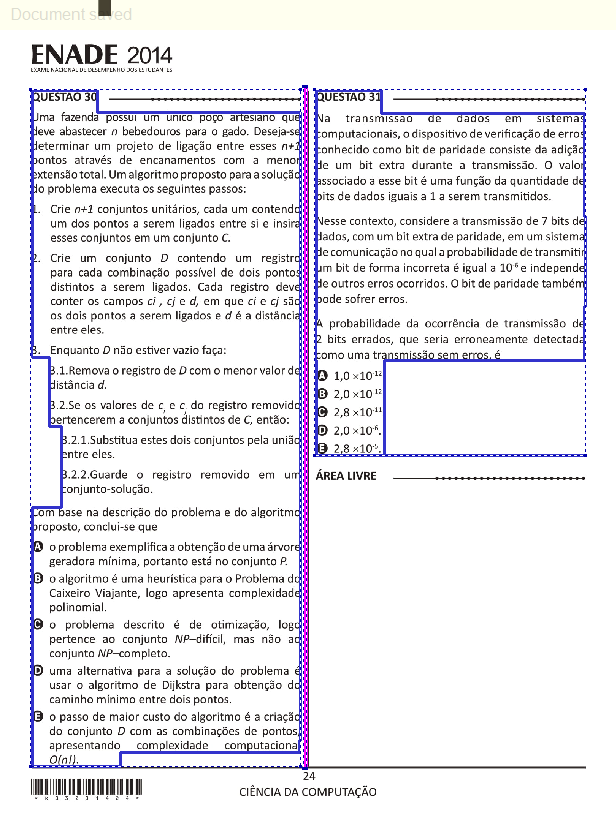 Document saved
ENADE 2014
EXAME NACIONAL DE DESEMPENHO DOS ESTUDANTES
QUESTÃO 30
Uma fazenda possui um único poço artesiano que
deve abastecer n bebedouros para o gado. Deseja-se
determinar um projeto de ligação entre esses n+1
pontos através de encanamentos com a menor
extensão total. Um algoritmo proposto para a solução
do problema executa os seguintes passos:
1. Crie n+1 conjuntos unitários, cada um contendo
um dos pontos a serem ligados entre si e insira
esses conjuntos em um conjunto C.
2. Crie um conjunto D contendo um registro
para cada combinação possível de dois pontos
distintos a serem ligados. Cada registro deve
conter os campos ci , cj e d, em que ci e cj são
os dois pontos a serem ligados e d é a distância
entre eles.
3. Enquanto D não estiver vazio faça:
3.1.Remova o registro de D com o menor valor de
distância d.
3.2.Se os valores de ci e cj do registro removido
pertencerem a conjuntos distintos de C, então:
3.2.1.Substitua estes dois conjuntos pela união
entre eles.
3.2.2.Guarde o registro removido em um
conjunto-solução.
Com base na descrição do problema e do algoritmo
proposto, conclui-se que
A o problema exemplifica a obtenção de uma árvore
geradora mínima, portanto está no conjunto P.
B o algoritmo é uma heurística para o Problema do
Caixeiro Viajante, logo apresenta complexidade
polinomial.
C o problema descrito é de otimização, logo
pertence ao conjunto NP–difícil, mas não ao
conjunto NP–completo.
D uma alternativa para a solução do problema é
usar o algoritmo de Dijkstra para obtenção do
caminho mínimo entre dois pontos.
E o passo de maior custo do algoritmo é a criação
do conjunto D com as combinações de pontos,
apresentando complexidade computacional
O(n!).
QUESTÃO 31
Na transmissão de dados em sistemas
computacionais, o dispositivo de verificação de erros
conhecido como bit de paridade consiste da adição
de um bit extra durante a transmissão. O valor
associado a esse bit é uma função da quantidade de
bits de dados iguais a 1 a serem transmitidos.
Nesse contexto, considere a transmissão de 7 bits de
dados, com um bit extra de paridade, em um sistema
de comunicação no qual a probabilidade de transmitir
um bit de forma incorreta é igual a 10⁻⁶ e independe
de outros erros ocorridos. O bit de paridade também
pode sofrer erros.
A probabilidade da ocorrência de transmissão de
2 bits errados, que seria erroneamente detectada
como uma transmissão sem erros, é
A 1,0 ×10⁻¹²
B 2,0 ×10⁻¹²
C 2,8 ×10⁻¹¹
D 2,0 ×10⁻⁶.
E 2,8 ×10⁻⁵.
ÁREA LIVRE
24
CIÊNCIA DA COMPUTAÇÃO